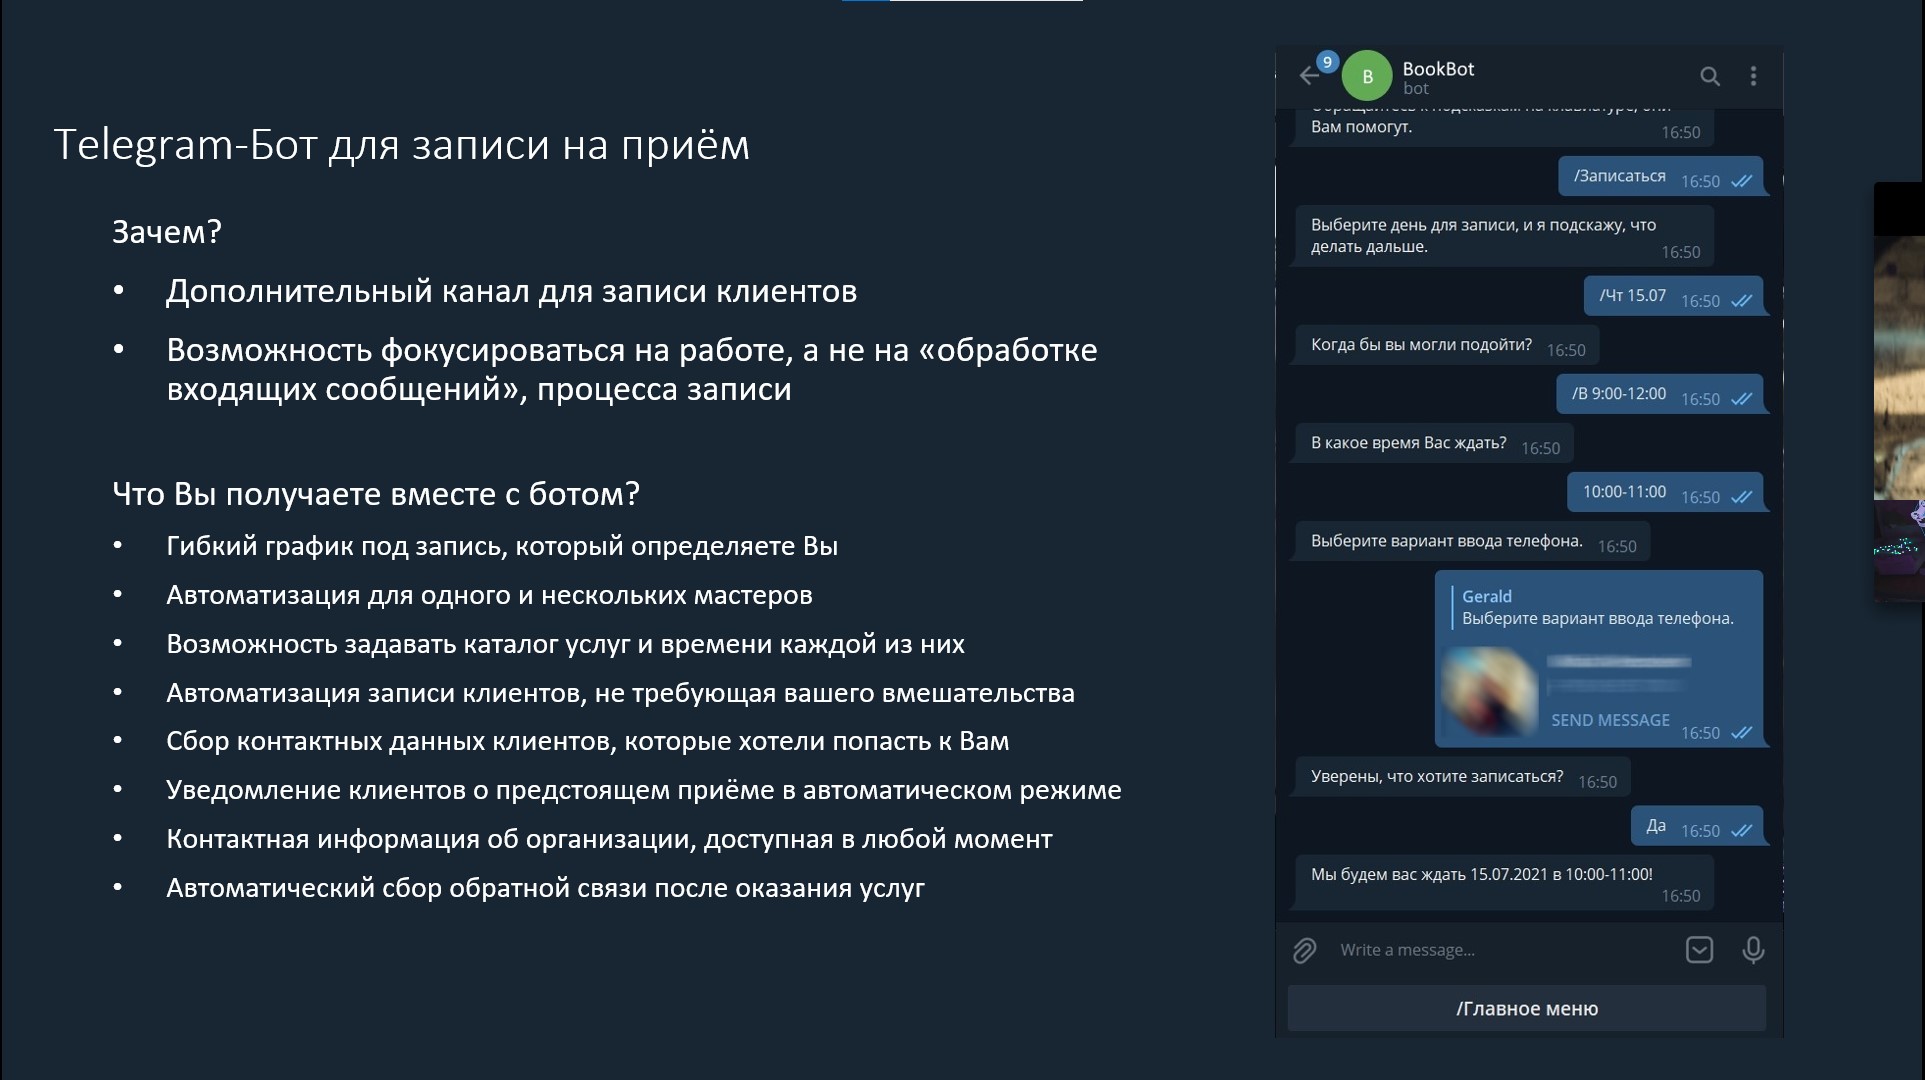 Telegram-Бот для записи на приём
Зачем?
• Дополнительный канал для записи клиентов
• Возможность фокусироваться на работе, а не на «обработке
входящих сообщений», процесса записи
Что Вы получаете вместе с ботом?
• Гибкий график под запись, который определяете Вы
• Автоматизация для одного и нескольких мастеров
• Возможность задавать каталог услуг и времени каждой из них
• Автоматизация записи клиентов, не требующая вашего вмешательства
• Сбор контактных данных клиентов, которые хотели попасть к Вам
• Уведомление клиентов о предстоящем приёме в автоматическом режиме
• Контактная информация об организации, доступная в любой момент
• Автоматический сбор обратной связи после оказания услуг
9
B
BookBot
bot
Вам помогут.
16:50
/Записаться 16:50
Выберите день для записи, и я подскажу, что
делать дальше.
16:50
/Чт 15.07 16:50
Когда бы вы могли подойти? 16:50
/В 9:00-12:00 16:50
В какое время Вас ждать? 16:50
10:00-11:00 16:50
Выберите вариант ввода телефона. 16:50
Gerald
Выберите вариант ввода телефона.
SEND MESSAGE
16:50
Уверены, что хотите записаться? 16:50
Да 16:50
Мы будем вас ждать 15.07.2021 в 10:00-11:00!
16:50
Write a message...
/Главное меню